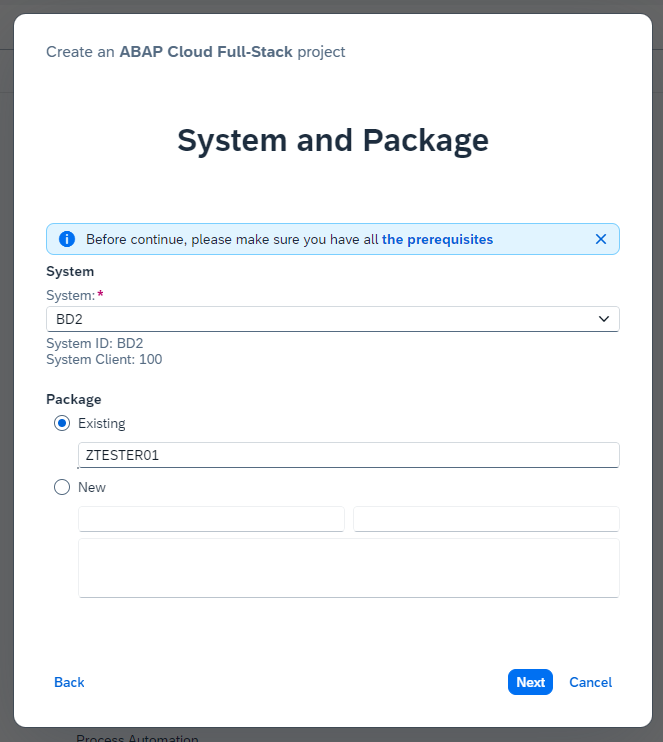 Create an ABAP Cloud Full-Stack project
System and Package
Before continue, please make sure you have all the prerequisites
System
System:*
BD2
System ID: BD2
System Client: 100
Package
Existing
ZTESTER01
New
Back
Next
Cancel
Process Automation